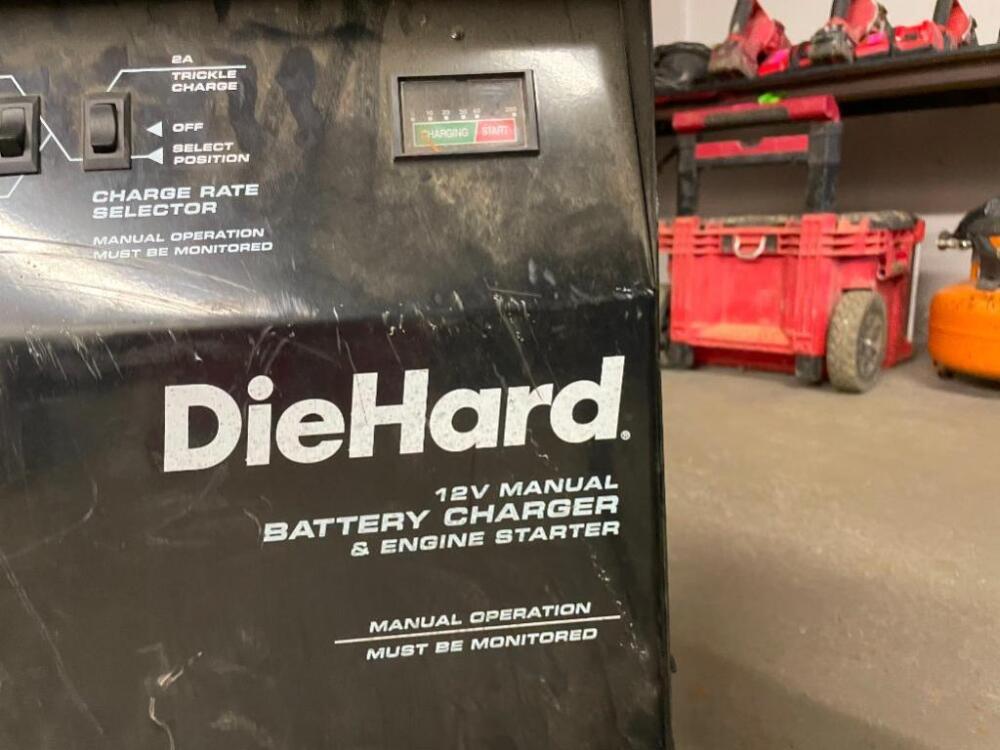 2A
TRICKLE
CHARGE
OFF
SELECT
POSITION
CHARGE RATE
SELECTOR
MANUAL OPERATION
MUST BE MONITORED
CHARGING START
DieHard®
12V MANUAL
BATTERY CHARGER
& ENGINE STARTER
MANUAL OPERATION
MUST BE MONITORED